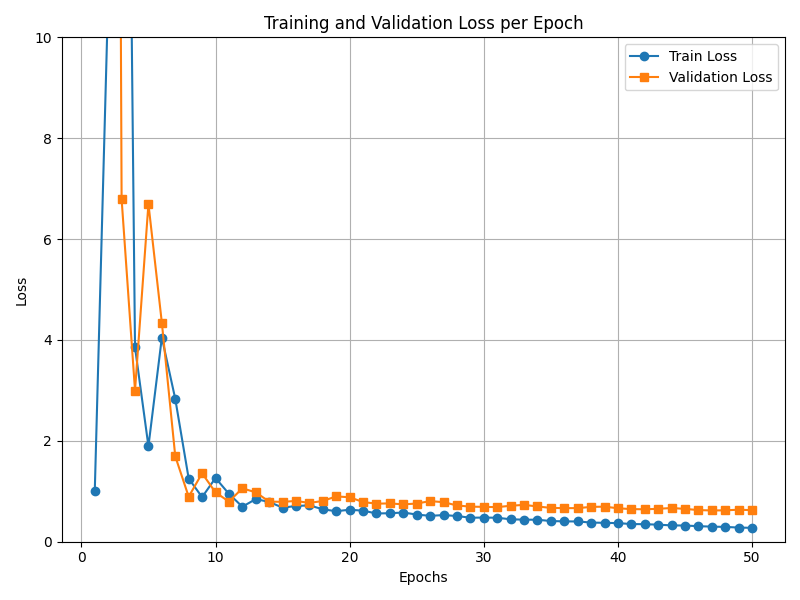 Training and Validation Loss per Epoch
10
8
6
4
2
0
Loss
Train Loss
Validation Loss
0 10 20 30 40 50
Epochs